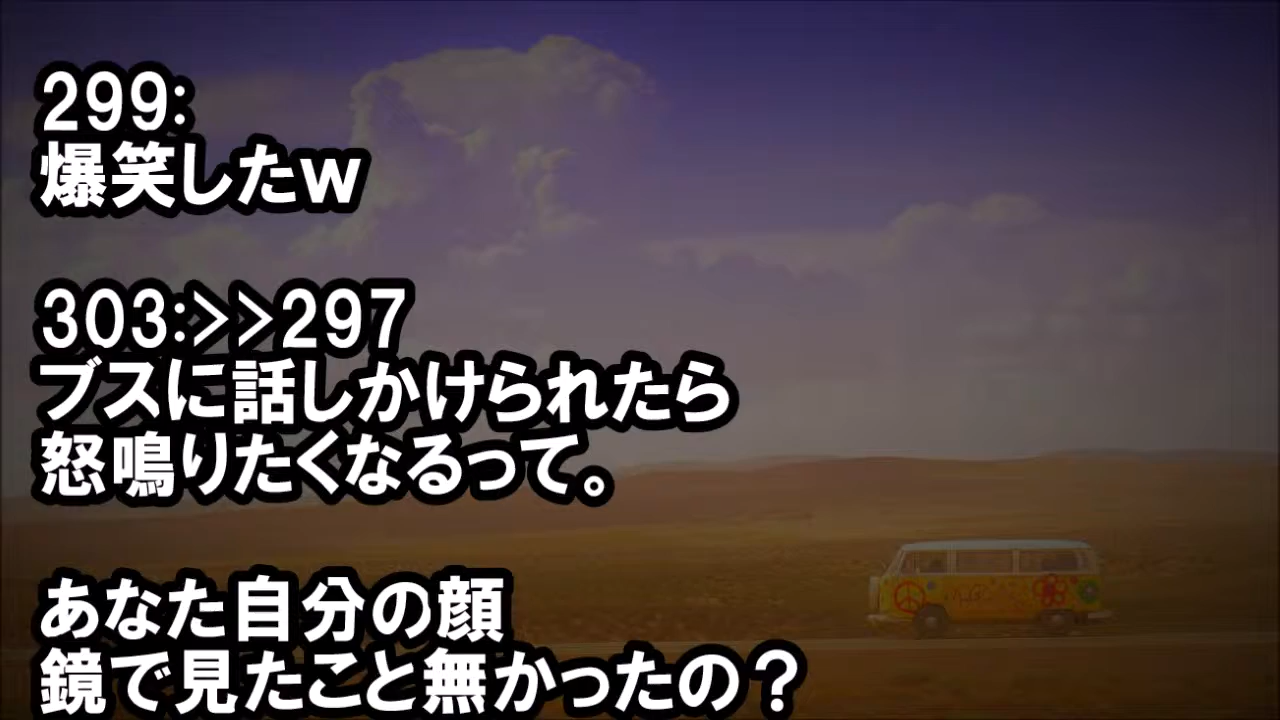 299:
爆笑したw
303:>>297
ブスに話しかけられたら
怒鳴りたくなるって。
あなた自分の顔
鏡で見たこと無かったの？